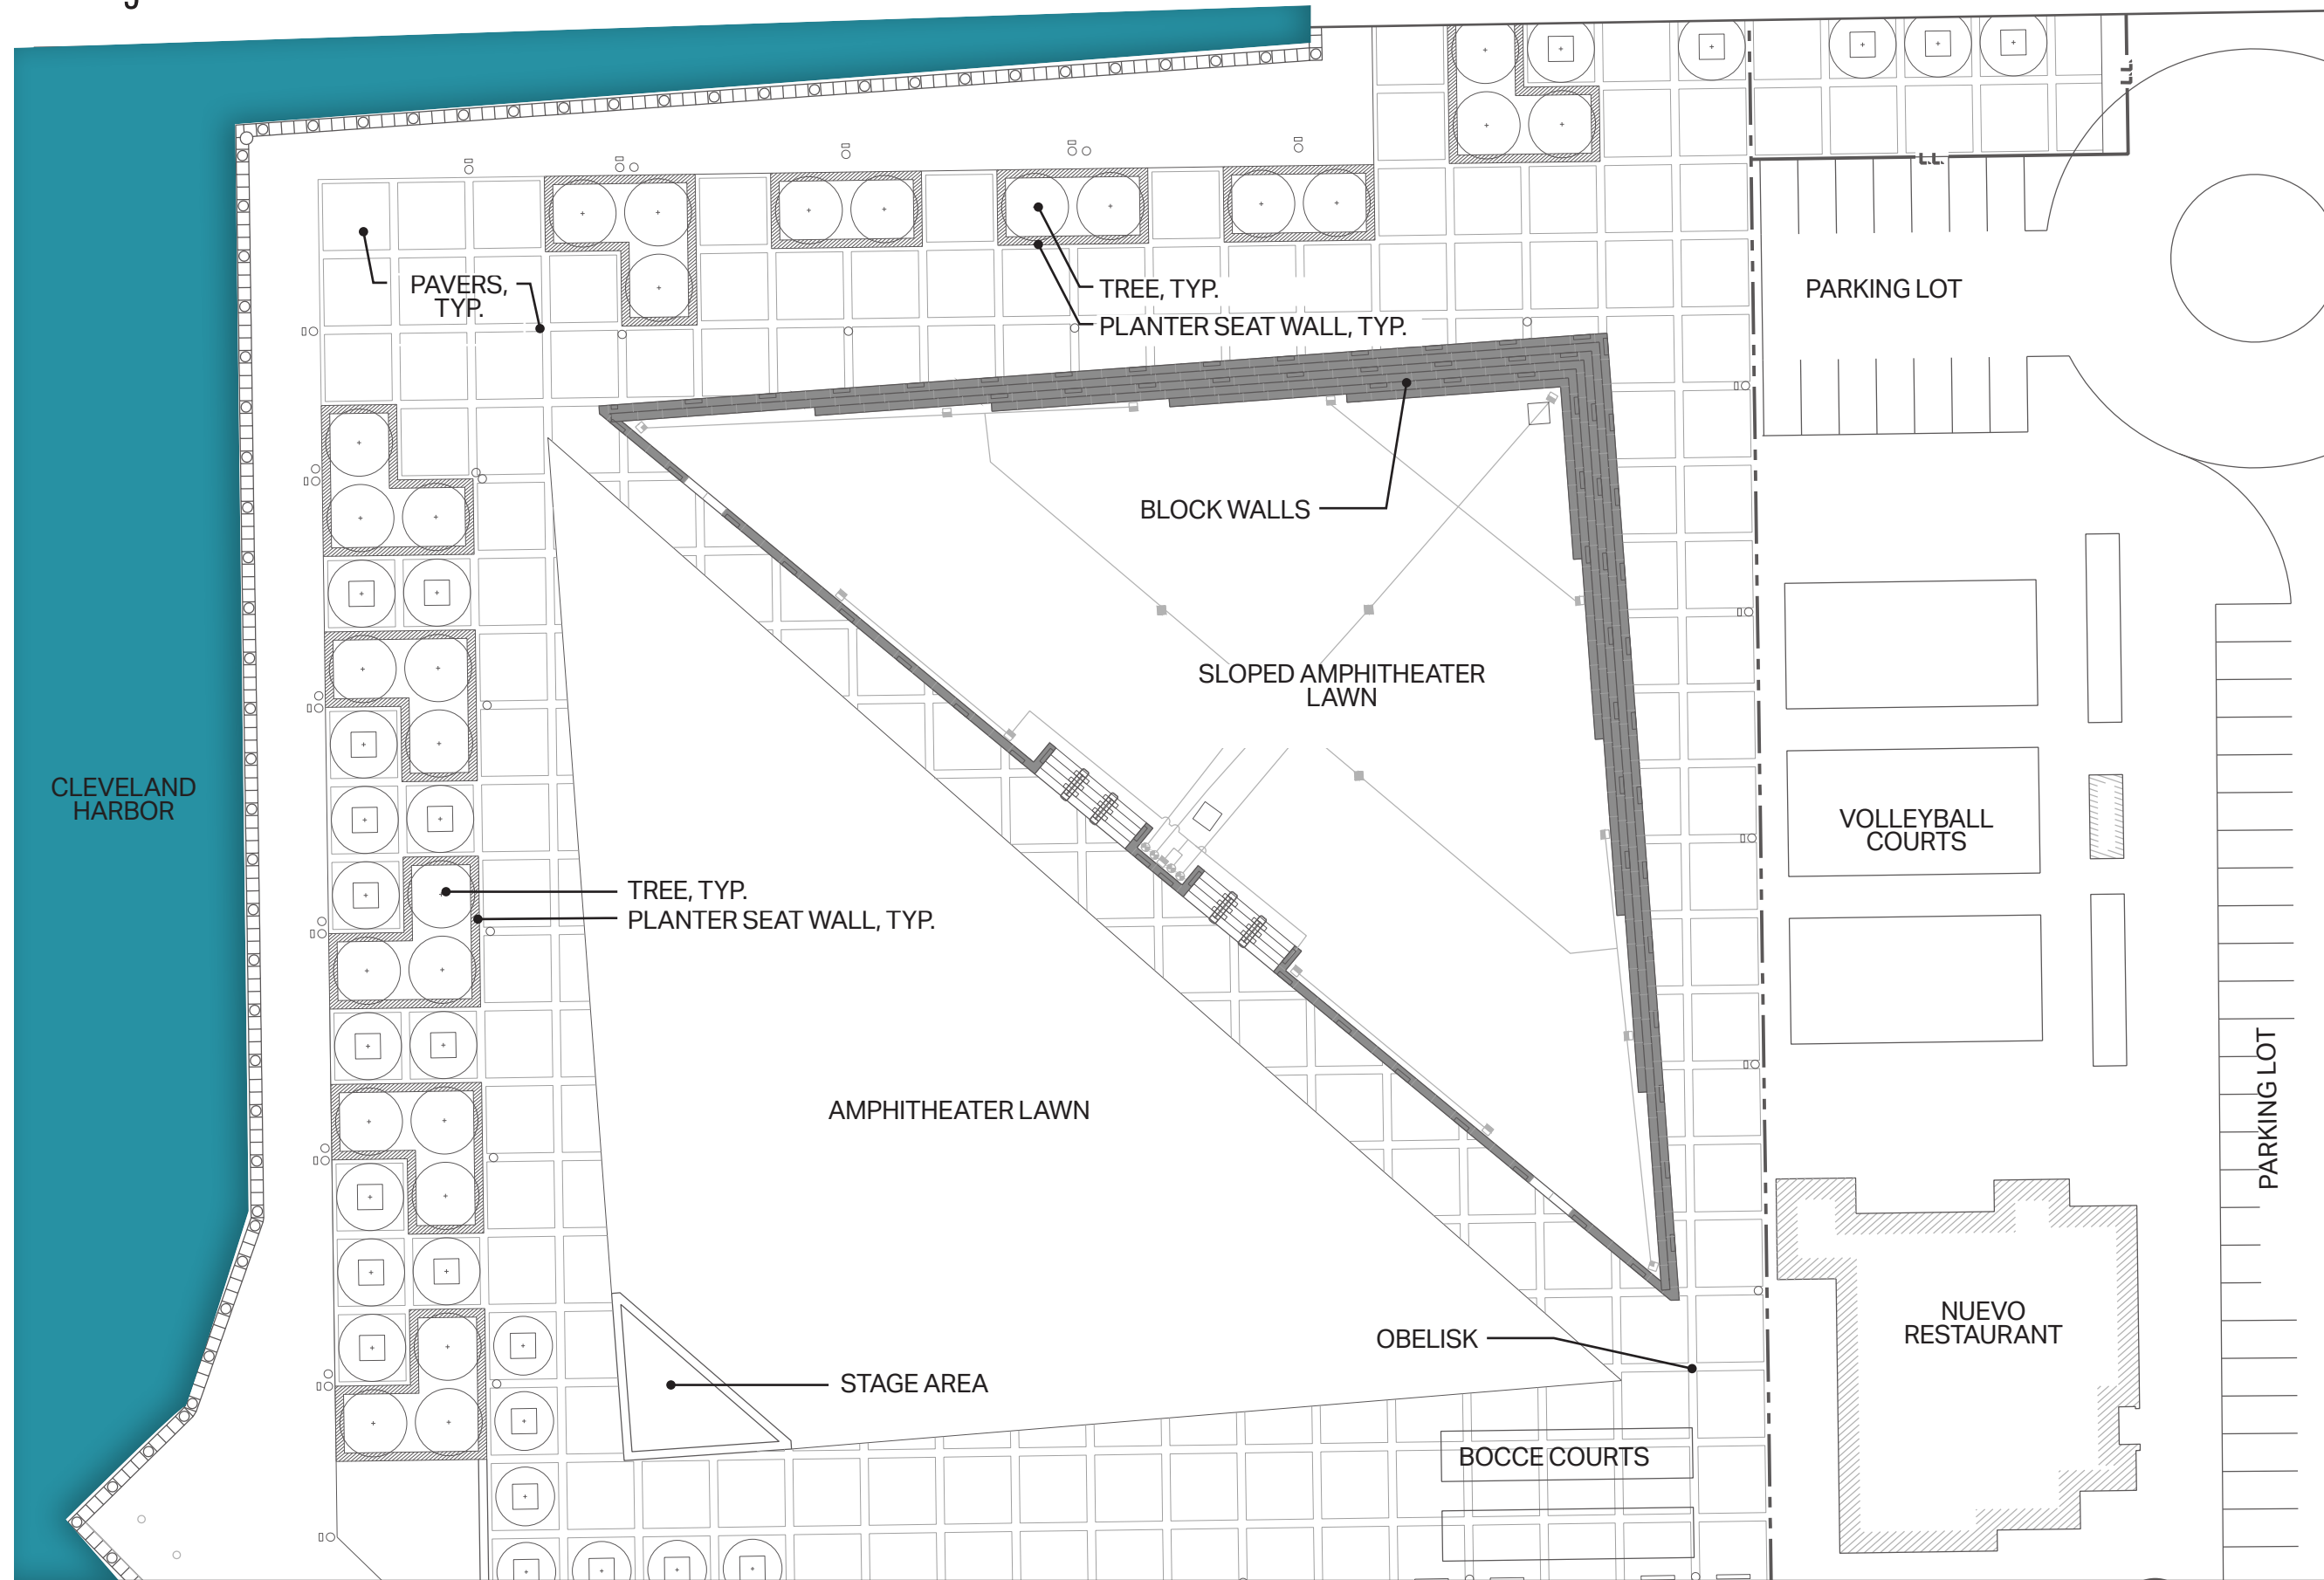 PAVERS,
TYP.
TREE, TYP.
PLANTER SEAT WALL, TYP.
PARKING LOT
BLOCK WALLS
SLOPED AMPHITHEATER
LAWN
CLEVELAND
HARBOR
VOLLEYBALL
COURTS
TREE, TYP.
PLANTER SEAT WALL, TYP.
AMPHITHEATER LAWN
PARKING LOT
NUEVO
RESTAURANT
OBELISK
STAGE AREA
BOCCE COURTS